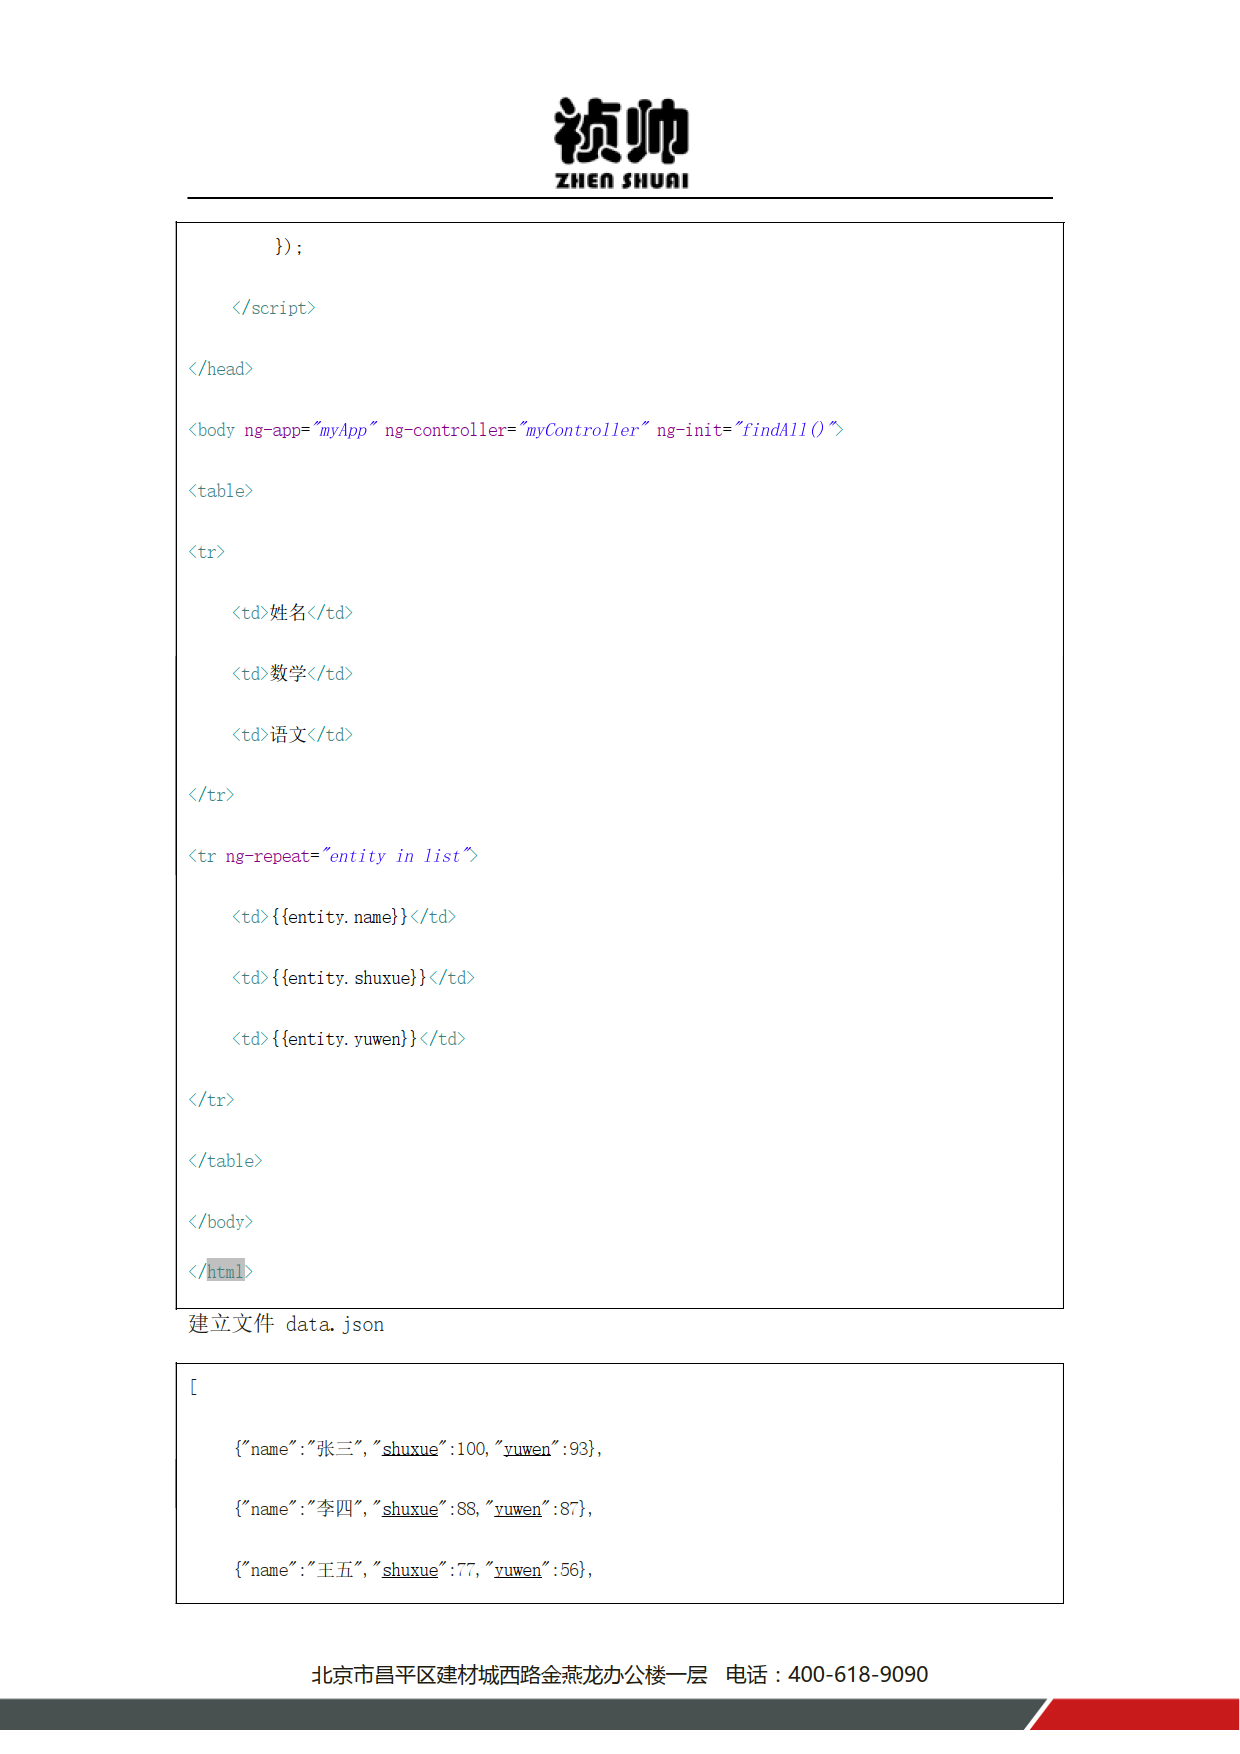 祯帅
ZHEN SHUAI
});
</script>
</head>
<body ng-app="myApp" ng-controller="myController" ng-init="findAll()">
<table>
<tr>
<td>姓名</td>
<td>数学</td>
<td>语文</td>
</tr>
<tr ng-repeat="entity in list">
<td>{{entity.name}}</td>
<td>{{entity.shuxue}}</td>
<td>{{entity.yuwen}}</td>
</tr>
</table>
</body>
</html>
建立文件 data.json
[
{"name":"张三","shuxue":100,"yuwen":93},
{"name":"李四","shuxue":88,"yuwen":87},
{"name":"王五","shuxue":77,"yuwen":56},
北京市昌平区建材城西路金燕龙办公楼一层 电话：400-618-9090